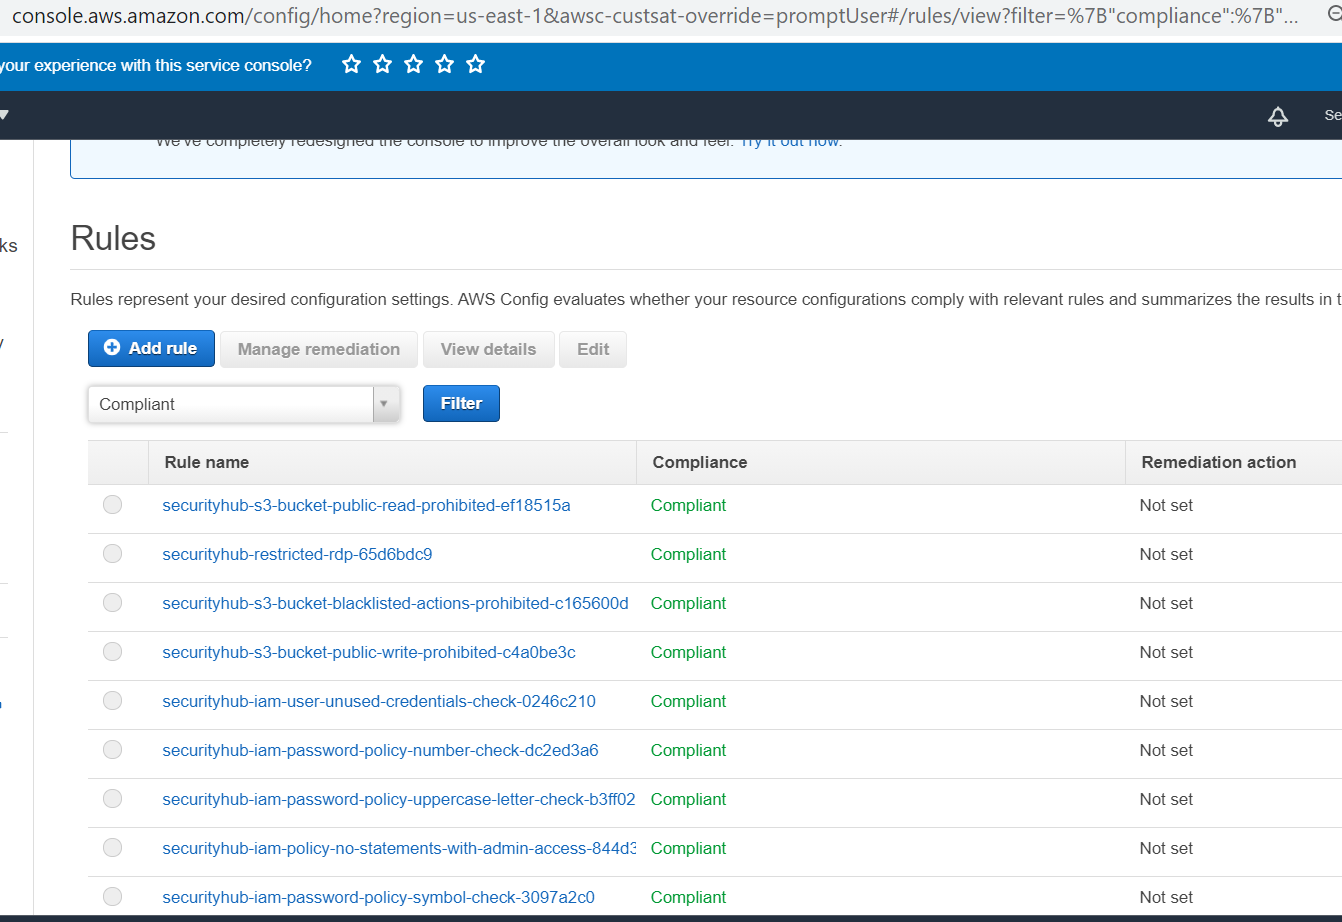 console.aws.amazon.com/config/home?region=us-east-1&awsc-custsat-override=promptUser#/rules/view?filter=%7B"compliance":%7B"...
your experience with this service console?
Se
We've completely redesigned the console to improve the overall look and feel. Try it out now.
Rules
ks
Rules represent your desired configuration settings. AWS Config evaluates whether your resource configurations comply with relevant rules and summarizes the results in t
y
Add rule Manage remediation View details Edit
Compliant Filter
Rule name Compliance Remediation action
securityhub-s3-bucket-public-read-prohibited-ef18515a Compliant Not set
securityhub-restricted-rdp-65d6bdc9 Compliant Not set
securityhub-s3-bucket-blacklisted-actions-prohibited-c165600d Compliant Not set
securityhub-s3-bucket-public-write-prohibited-c4a0be3c Compliant Not set
securityhub-iam-user-unused-credentials-check-0246c210 Compliant Not set
securityhub-iam-password-policy-number-check-dc2ed3a6 Compliant Not set
securityhub-iam-password-policy-uppercase-letter-check-b3ff02 Compliant Not set
securityhub-iam-policy-no-statements-with-admin-access-844d3 Compliant Not set
securityhub-iam-password-policy-symbol-check-3097a2c0 Compliant Not set